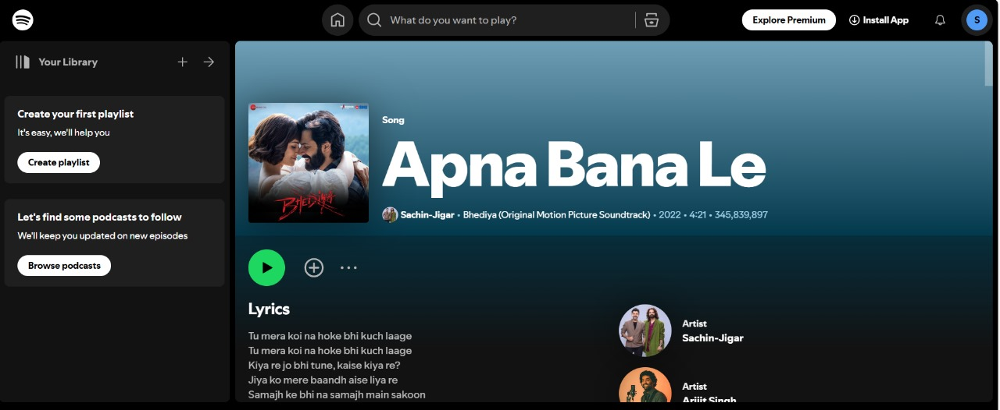 What do you want to play?
Explore Premium
Install App
S
Your Library
Create your first playlist
It's easy, we'll help you
Create playlist
Let's find some podcasts to follow
We'll keep you updated on new episodes
Browse podcasts
BHEDIYA
Song
Apna Bana Le
Sachin-Jigar • Bhediya (Original Motion Picture Soundtrack) • 2022 • 4:21 • 345,839,897
Lyrics
Tu mera koi na hoke bhi kuch laage
Tu mera koi na hoke bhi kuch laage
Kiya re jo bhi tune, kaise kiya re?
Jiya ko mere baandh aise liya re
Samajh ke bhi na samajh main sakoon
Artist
Sachin-Jigar
Artist
Arijit Singh